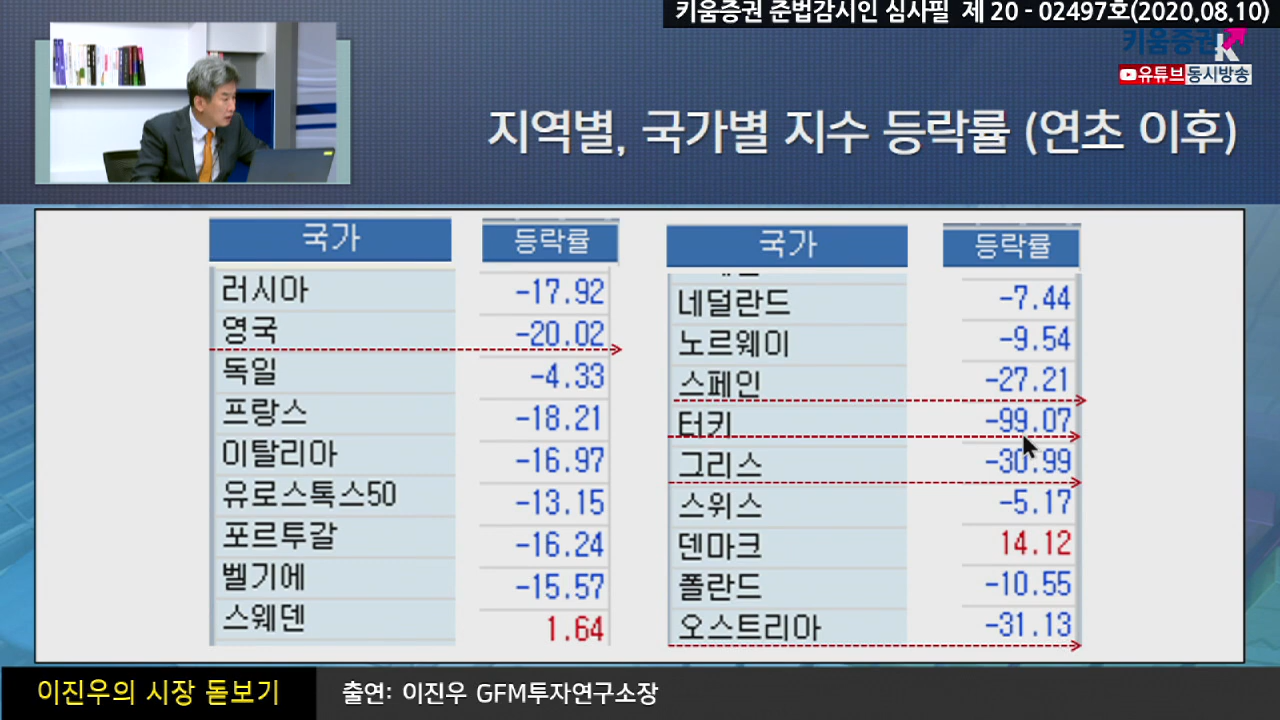 키움증권 준법감시인 심사필 제 20 - 02497호(2020.08.10)
키움증권
유튜브 동시방송
지역별, 국가별 지수 등락률 (연초 이후)
국가 등락률
러시아 -17.92
영국 -20.02
독일 -4.33
프랑스 -18.21
이탈리아 -16.97
유로스톡스50 -13.15
포르투갈 -16.24
벨기에 -15.57
스웨덴 1.64
국가 등락률
네덜란드 -7.44
노르웨이 -9.54
스페인 -27.21
터키 -99.07
그리스 -30.99
스위스 -5.17
덴마크 14.12
폴란드 -10.55
오스트리아 -31.13
이진우의 시장 돋보기
출연: 이진우 GFM투자연구소장